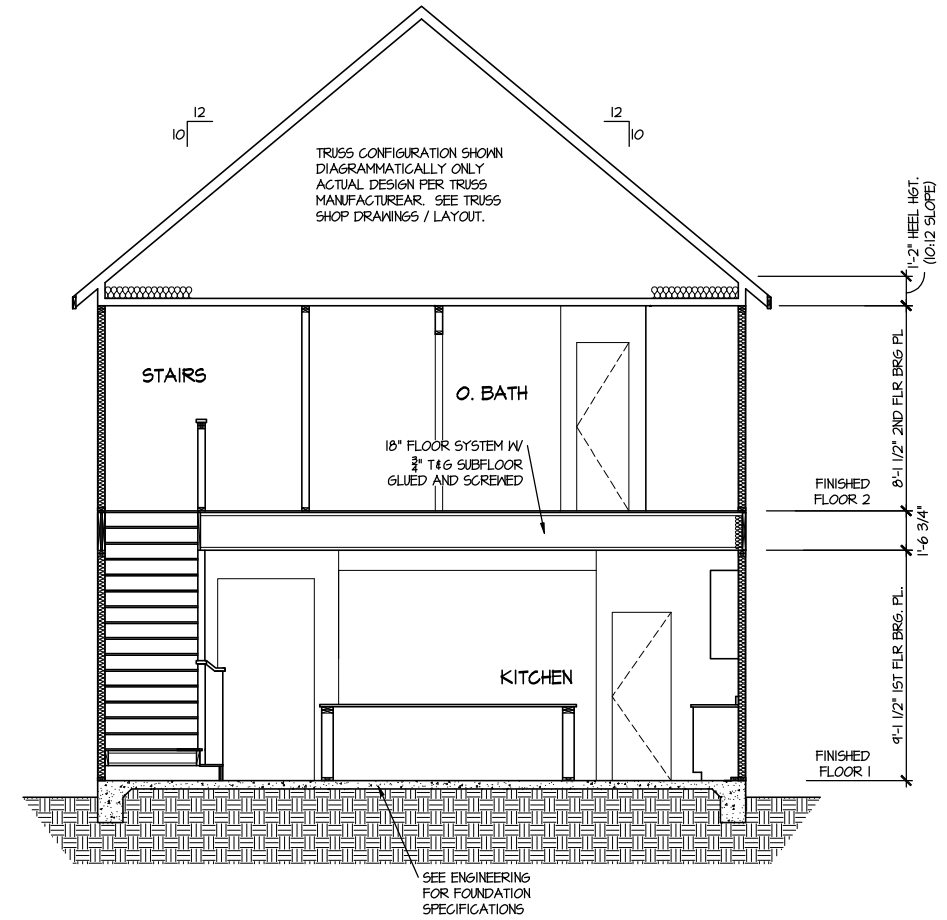 12
10
12
10
TRUSS CONFIGURATION SHOWN
DIAGRAMMATICALLY ONLY
ACTUAL DESIGN PER TRUSS
MANUFACTUREAR.  SEE TRUSS
SHOP DRAWINGS / LAYOUT.
1'-2" HEEL HGT.
(10:12 SLOPE)
STAIRS
O. BATH
8'-1 1/2" 2ND FLR BRG PL
18" FLOOR SYSTEM W/
3/4" T&G SUBFLOOR
GLUED AND SCREWED
FINISHED
FLOOR 2
1'-6 3/4"
KITCHEN
9'-1 1/2" 1ST FLR BRG. PL.
FINISHED
FLOOR 1
SEE ENGINEERING
FOR FOUNDATION
SPECIFICATIONS